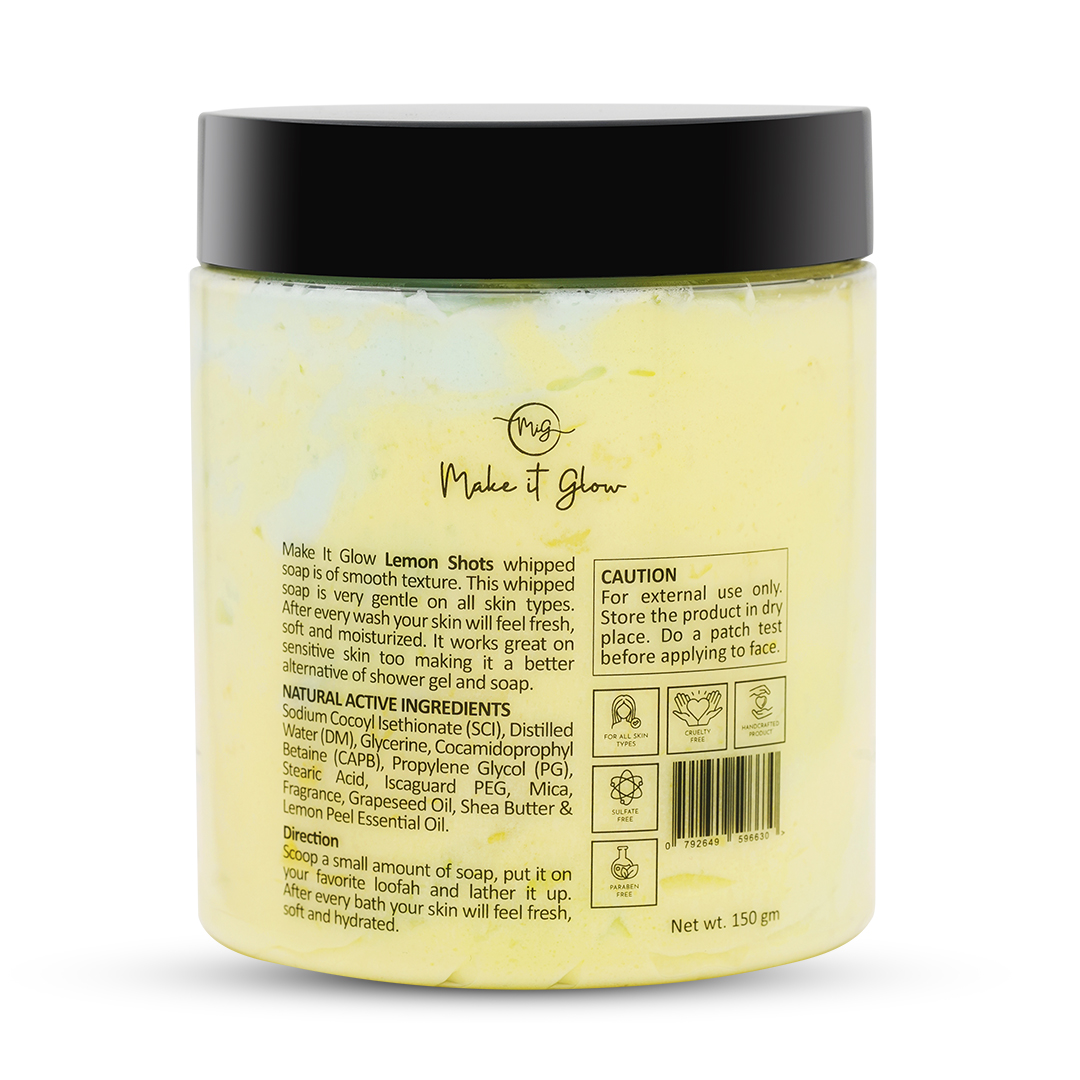 MiG
Make it Glow
Make It Glow Lemon Shots whipped
soap is of smooth texture. This whipped
soap is very gentle on all skin types.
After every wash your skin will feel fresh,
soft and moisturized. It works great on
sensitive skin too making it a better
alternative of shower gel and soap.
NATURAL ACTIVE INGREDIENTS
Sodium Cocoyl Isethionate (SCI), Distilled
Water (DM), Glycerine, Cocamidoprophyl
Betaine (CAPB), Propylene Glycol (PG),
Stearic Acid, Iscaguard PEG, Mica,
Fragrance, Grapeseed Oil, Shea Butter &
Lemon Peel Essential Oil.
Direction
Scoop a small amount of soap, put it on
your favorite loofah and lather it up.
After every bath your skin will feel fresh,
soft and hydrated.
CAUTION
For external use only.
Store the product in dry
place. Do a patch test
before applying to face.
FOR ALL SKIN
TYPES
CRUELTY
FREE
HANDCRAFTED
PRODUCT
SULFATE
FREE
0 792649 596630 >
PARABEN
FREE
Net wt. 150 gm